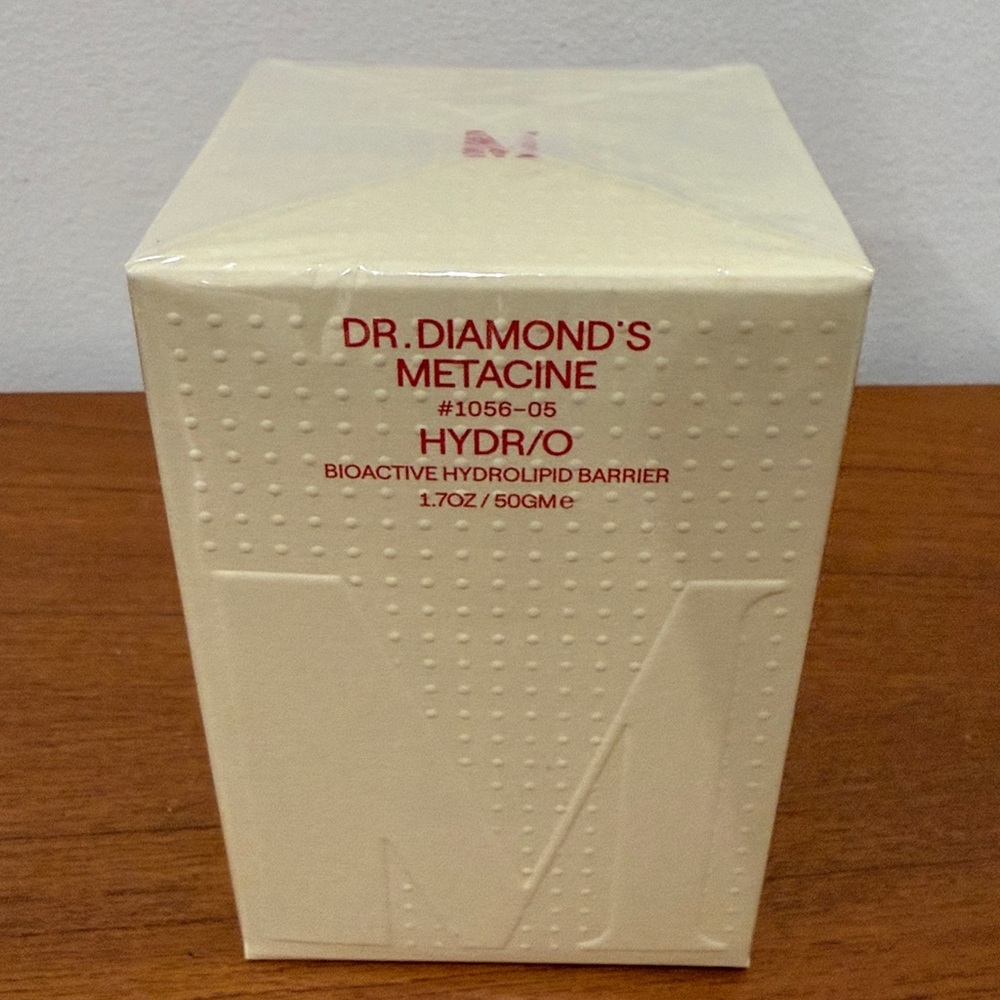 M
DR.DIAMOND'S
METACINE
#1056-05
HYDR/O
BIOACTIVE HYDROLIPID BARRIER
1.7OZ / 50GM ℮
M